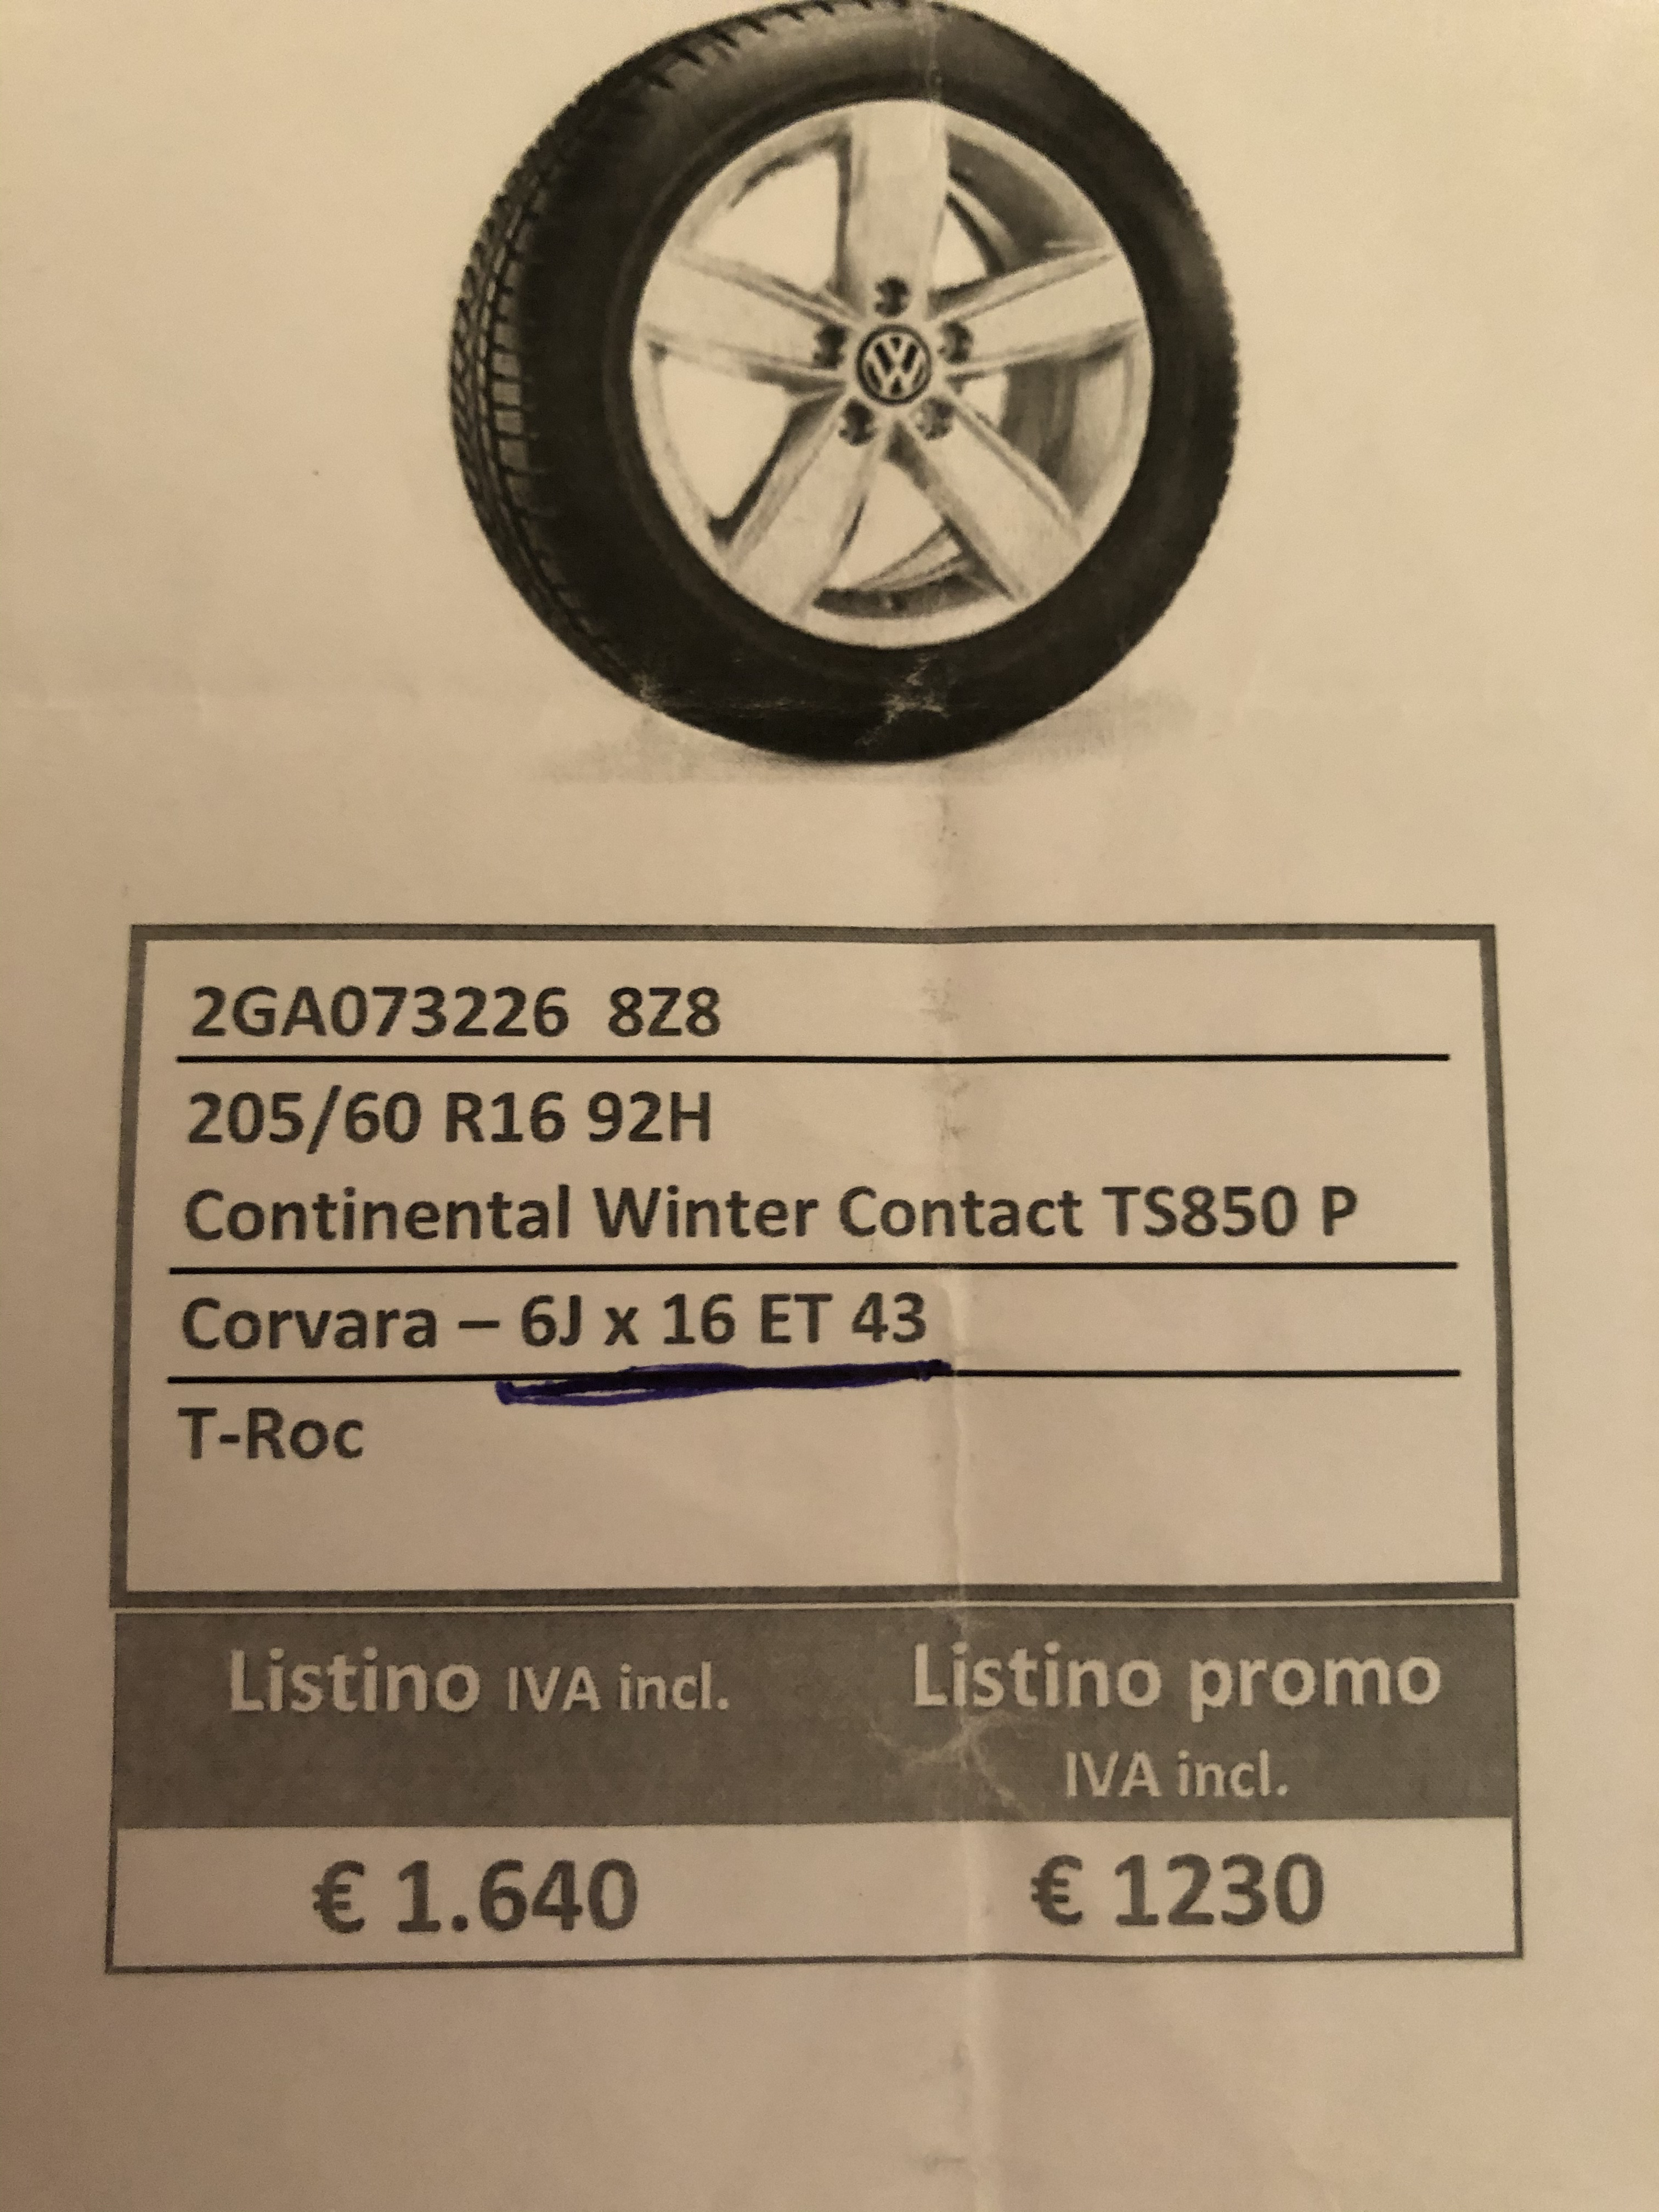 VW
2GA073226 8Z8
205/60 R16 92H
Continental Winter Contact TS850 P
Corvara – 6J x 16 ET 43
T-Roc
Listino IVA incl.
Listino promo
IVA incl.
€ 1.640
€ 1230